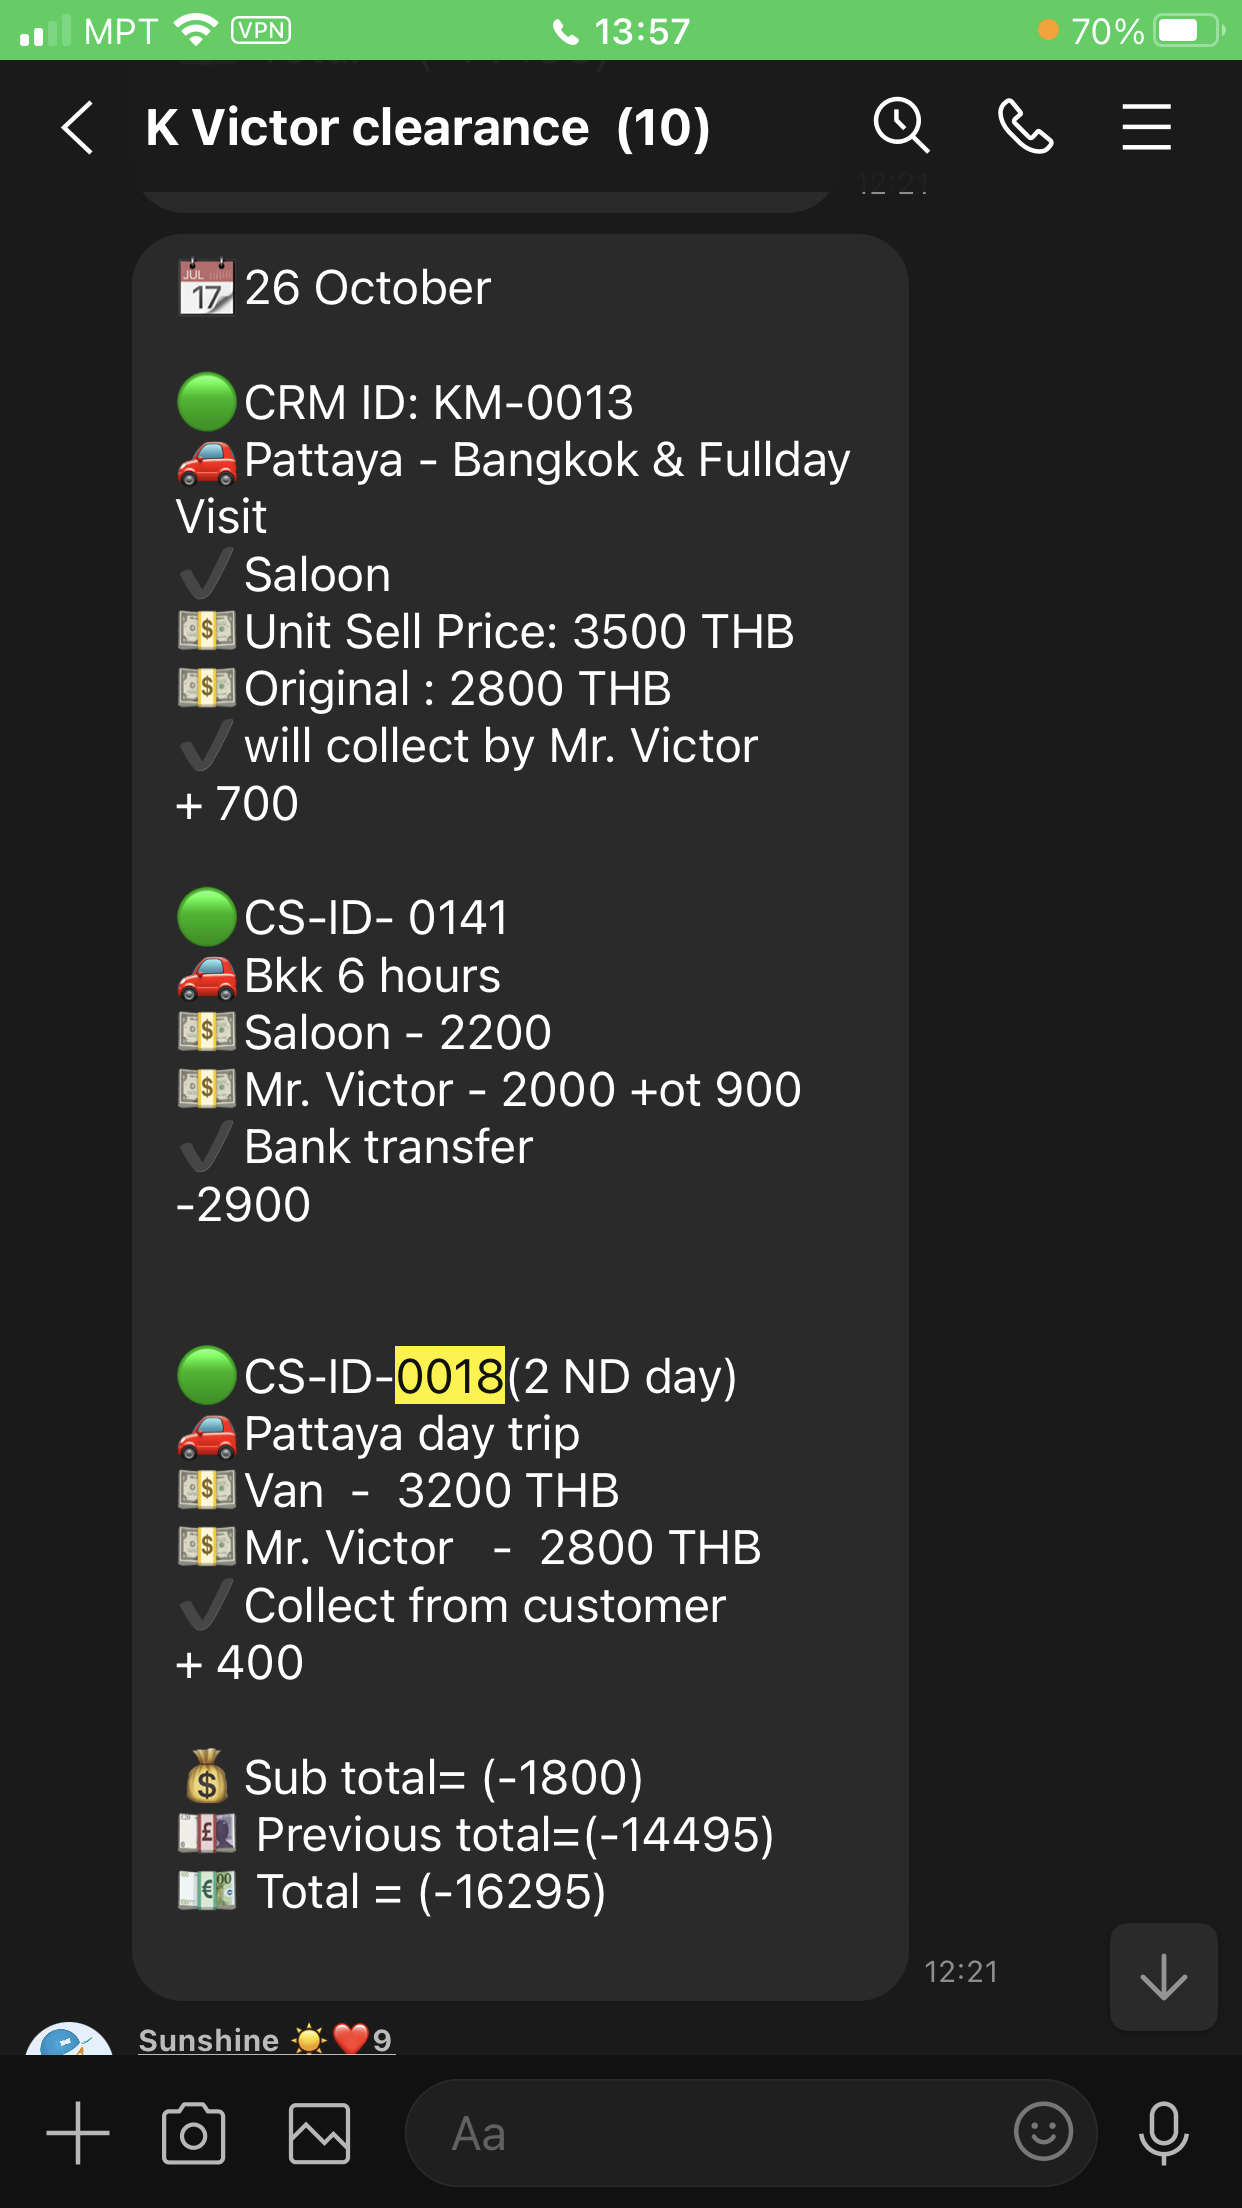 MPT VPN 13:57 70%
K Victor clearance (10)
12:21
26 October
CRM ID: KM-0013
Pattaya - Bangkok & Fullday
Visit
Saloon
Unit Sell Price: 3500 THB
Original : 2800 THB
will collect by Mr. Victor
+ 700
CS-ID- 0141
Bkk 6 hours
Saloon - 2200
Mr. Victor - 2000 +ot 900
Bank transfer
-2900
CS-ID-0018(2 ND day)
Pattaya day trip
Van - 3200 THB
Mr. Victor - 2800 THB
Collect from customer
+ 400
Sub total= (-1800)
Previous total=(-14495)
Total = (-16295)
12:21
Sunshine ☀️❤️9
Aa